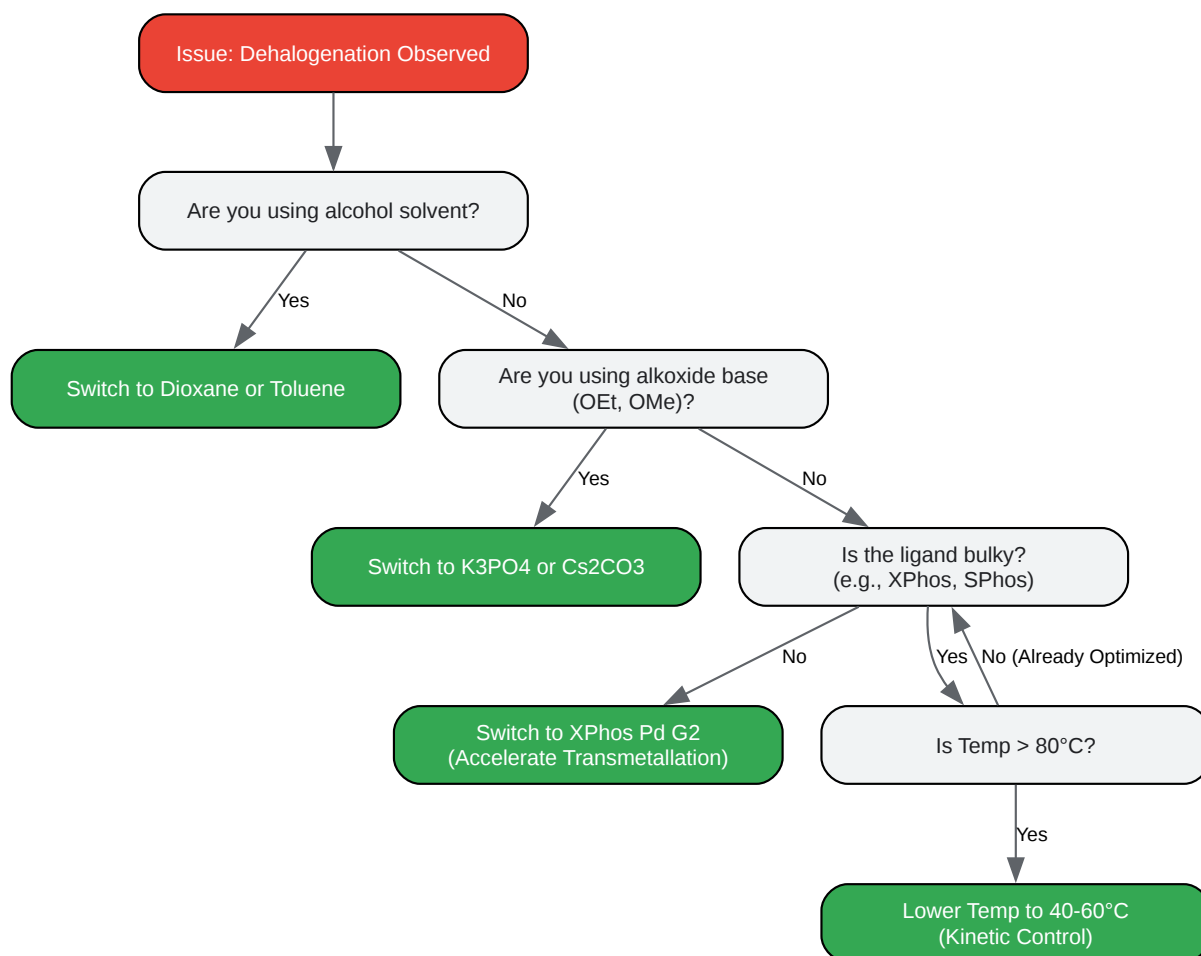 Issue: Dehalogenation Observed
Are you using alcohol solvent?
Yes
No
Switch to Dioxane or Toluene
Are you using alkoxide base
(OEt, OMe)?
Yes
No
Switch to K3PO4 or Cs2CO3
Is the ligand bulky?
(e.g., XPhos, SPhos)
No
Yes
No (Already Optimized)
Switch to XPhos Pd G2
(Accelerate Transmetallation)
Is Temp > 80°C?
Yes
Lower Temp to 40-60°C
(Kinetic Control)